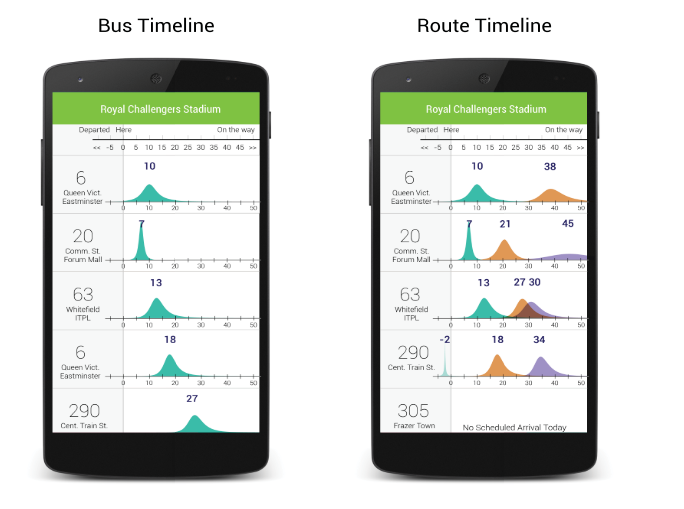 Bus Timeline
Royal Challengers Stadium
Departed Here On the way
<< -5 0 5 10 15 20 25 30 35 40 45 >>
10
6
Queen Vict.
Eastminster
0 10 20 30 40 50
7
20
Comm. St.
Forum Mall
0 10 20 30 40 50
13
63
Whitefield
ITPL
0 10 20 30 40 50
18
6
Queen Vict.
Eastminster
0 10 20 30 40 50
27
290
Cent. Train St.
Route Timeline
Royal Challengers Stadium
Departed Here On the way
<< -5 0 5 10 15 20 25 30 35 40 45 >>
10 38
6
Queen Vict.
Eastminster
0 10 20 30 40 50
7 21 45
20
Comm. St.
Forum Mall
0 10 20 30 40 50
13 27 30
63
Whitefield
ITPL
0 10 20 30 40 50
-2 18 34
290
Cent. Train St.
0 10 20 30 40 50
305
Frazer Town
No Scheduled Arrival Today